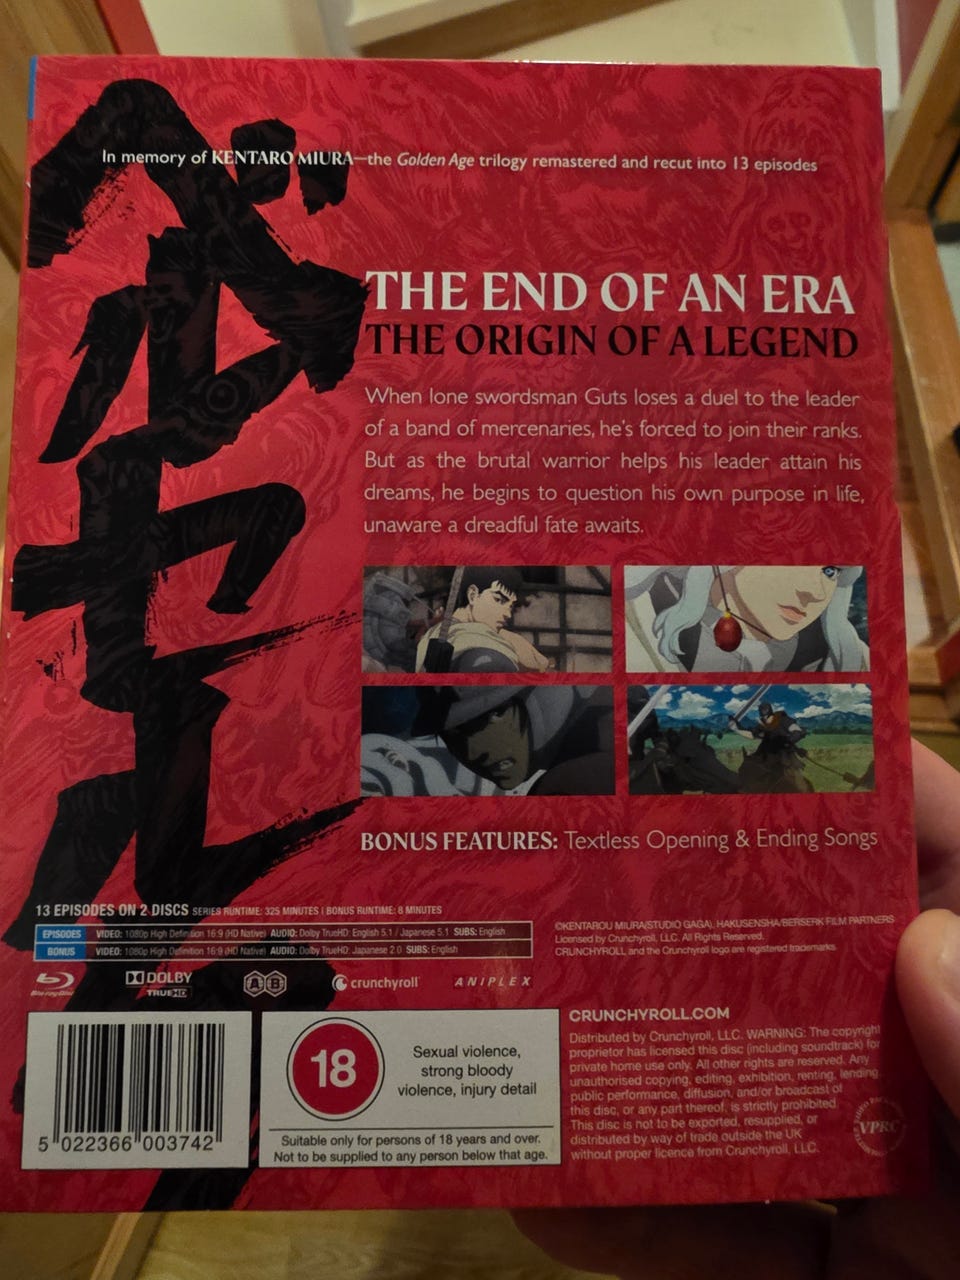 ベルセルク
In memory of KENTARO MIURA—the Golden Age trilogy remastered and recut into 13 episodes
THE END OF AN ERA
THE ORIGIN OF A LEGEND
When lone swordsman Guts loses a duel to the leader
of a band of mercenaries, he's forced to join their ranks.
But as the brutal warrior helps his leader attain his
dreams, he begins to question his own purpose in life,
unaware a dreadful fate awaits.
BONUS FEATURES: Textless Opening & Ending Songs
13 EPISODES ON 2 DISCS SERIES RUNTIME: 325 MINUTES | BONUS RUNTIME: 8 MINUTES
EPISODES VIDEO: 1080p High Definition 16:9 (HD Native) AUDIO: Dolby TrueHD: English 5.1 / Japanese 5.1 SUBS: English
BONUS VIDEO: 1080p High Definition 16:9 (HD Native) AUDIO: Dolby TrueHD: Japanese 2.0 SUBS: English
©KENTAROU MIURA(STUDIO GAGA), HAKUSENSHA/BERSERK FILM PARTNERS
Licensed by Crunchyroll, LLC. All Rights Reserved.
CRUNCHYROLL and the Crunchyroll logo are registered trademarks.
Blu-ray Disc DOLBY TRUEHD A B crunchyroll ANIPLEX
5 022366 003742
18
Sexual violence,
strong bloody
violence, injury detail
Suitable only for persons of 18 years and over.
Not to be supplied to any person below that age.
CRUNCHYROLL.COM
Distributed by Crunchyroll, LLC. WARNING: The copyright
proprietor has licensed this disc (including soundtrack) for
private home use only. All other rights are reserved. Any
unauthorised copying, editing, exhibition, renting, lending,
public performance, diffusion, and/or broadcast of
this disc, or any part thereof, is strictly prohibited.
This disc is not to be exported, resupplied, or
distributed by way of trade outside the UK
without proper licence from Crunchyroll, LLC.
VPRC